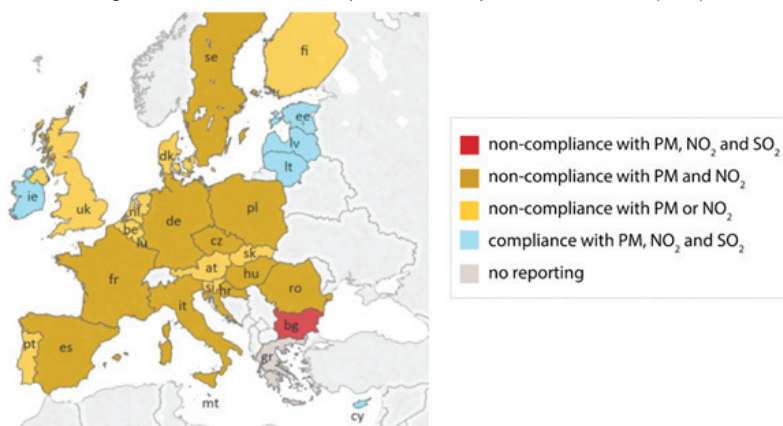 fi
se
ee
lv
lt
dk
ie
uk
nl
be
lu
de
pl
cz
sk
at
hu
fr
si
hr
ro
it
bg
pt
es
gr
mt
cy
non-compliance with PM, NO₂ and SO₂
non-compliance with PM and NO₂
non-compliance with PM or NO₂
compliance with PM, NO₂ and SO₂
no reporting